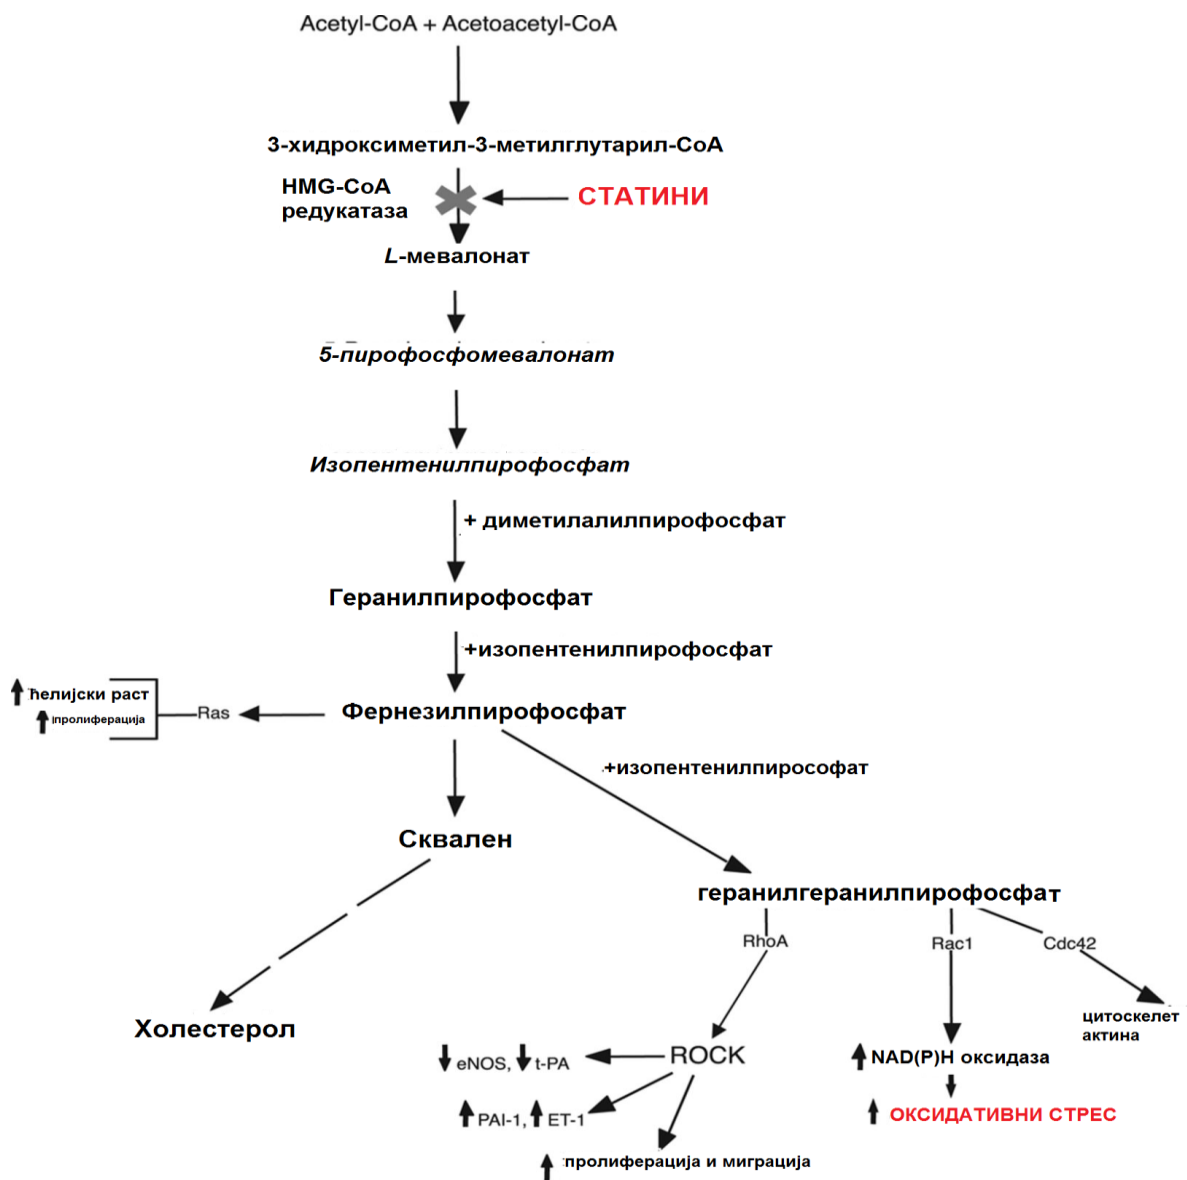 Acetyl-CoA + Acetoacetyl-CoA
3-хидроксиметил-3-метилглутарил-CoA
HMG-CoA
редукатаза
СТАТИНИ
L-мевалонат
5-пирофосфомевалонат
Изопентенилпирофосфат
+ диметилалилпирофосфат
Геранилпирофосфат
+изопентенилпирофосфат
ћелијски раст
пролиферација
Ras
Фернезилпирофосфат
+изопентенилпирософат
Сквален
геранилгеранилпирофосфат
RhoA
Rac1
Cdc42
Холестерол
цитоскелет
актина
eNOS, t-PA
ROCK
NAD(P)H оксидаза
PAI-1, ET-1
ОКСИДАТИВНИ СТРЕС
пролиферација и миграција